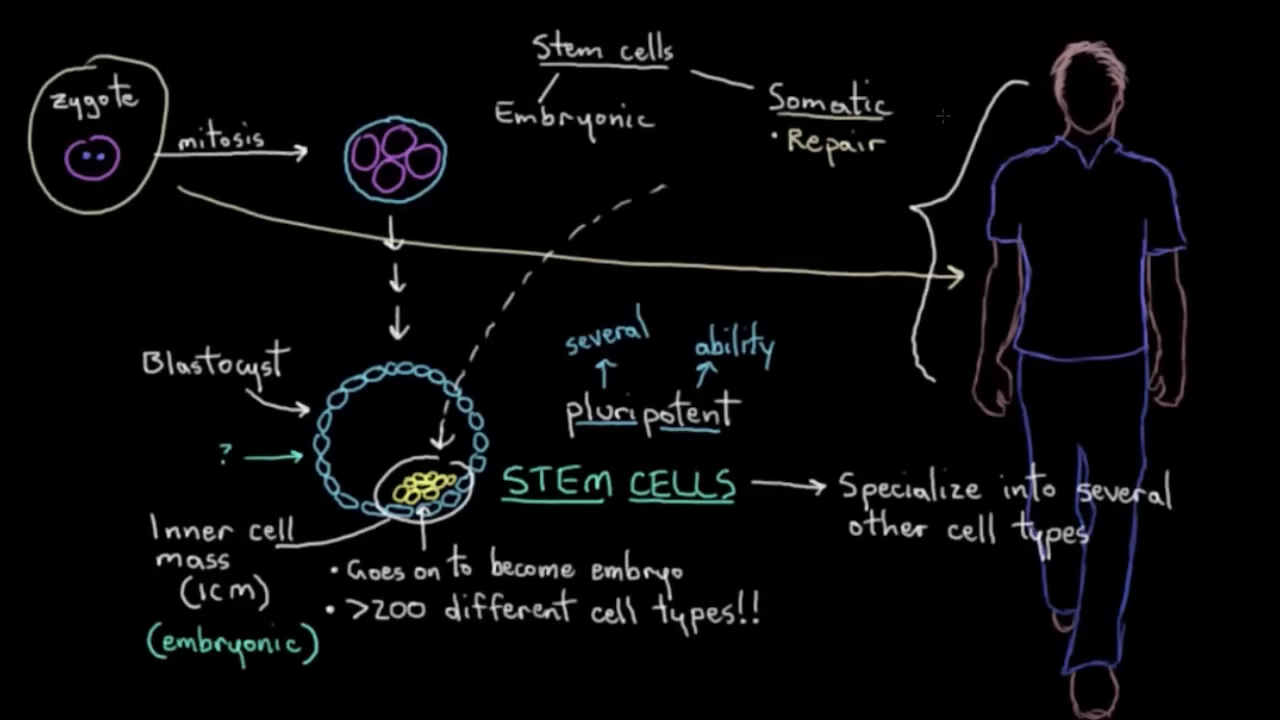 Stem cells
Embryonic
Somatic
• Repair
zygote
mitosis
several
ability
pluripotent
Blastocyst
?
STEM CELLS
Specialize into several
other cell types
Inner cell
mass
(ICM)
(embryonic)
• Goes on to become embryo
• >200 different cell types!!